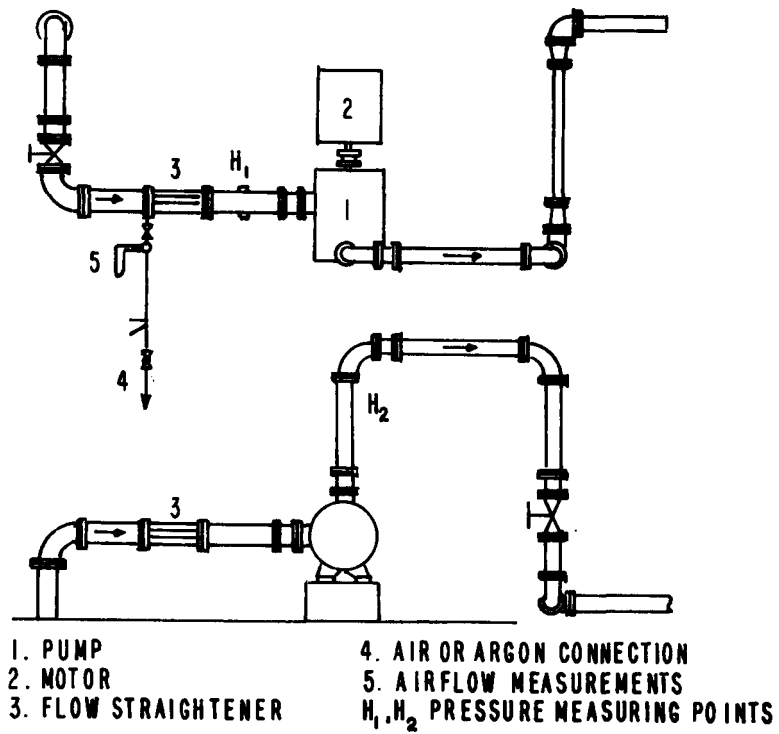 2
3
H₁
1
5
4
H₂
3
1. PUMP
2. MOTOR
3. FLOW STRAIGHTENER
4. AIR OR ARGON CONNECTION
5. AIRFLOW MEASUREMENTS
H₁,H₂ PRESSURE MEASURING POINTS